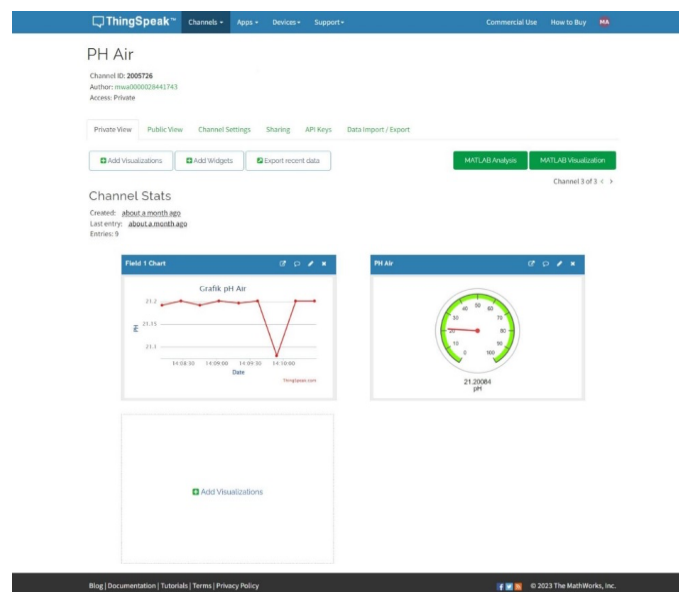 ThingSpeak™ Channels Apps Devices Support Commercial Use How to Buy MA
PH Air
Channel ID: 2005726
Author: mwa0000028441743
Access: Private
Private View Public View Channel Settings Sharing API Keys Data Import / Export
Add Visualizations Add Widgets Export recent data MATLAB Analysis MATLAB Visualization
Channel 3 of 3 < >
Channel Stats
Created: about a month ago
Last entry: about a month ago
Entries: 9
Field 1 Chart
Grafik pH Air
21.2
21.15
21.1
PH
14:08:30 14:09:00 14:09:30 14:10:00
Date
ThingSpeak.com
PH Air
0 10 20 30 40 50 60 70 80 90 100
21.20084
pH
Add Visualizations
Blog | Documentation | Tutorials | Terms | Privacy Policy
© 2023 The MathWorks, Inc.